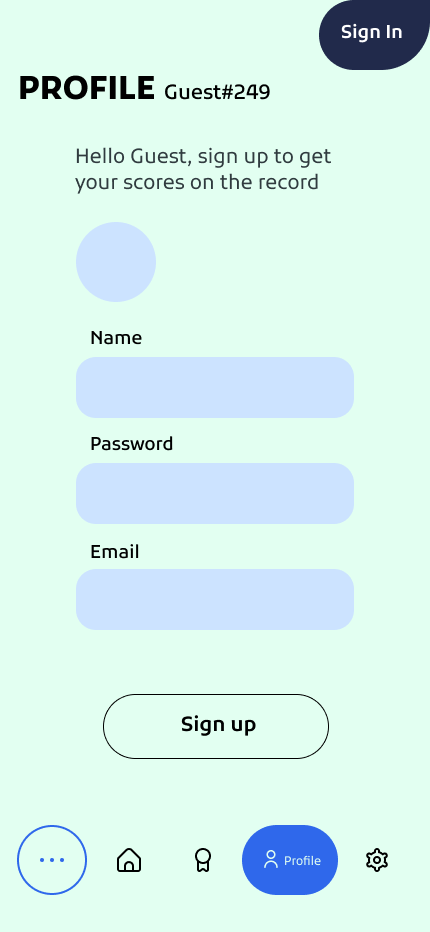 Sign In
PROFILE Guest#249
Hello Guest, sign up to get
your scores on the record
Name
Password
Email
Sign up
Profile